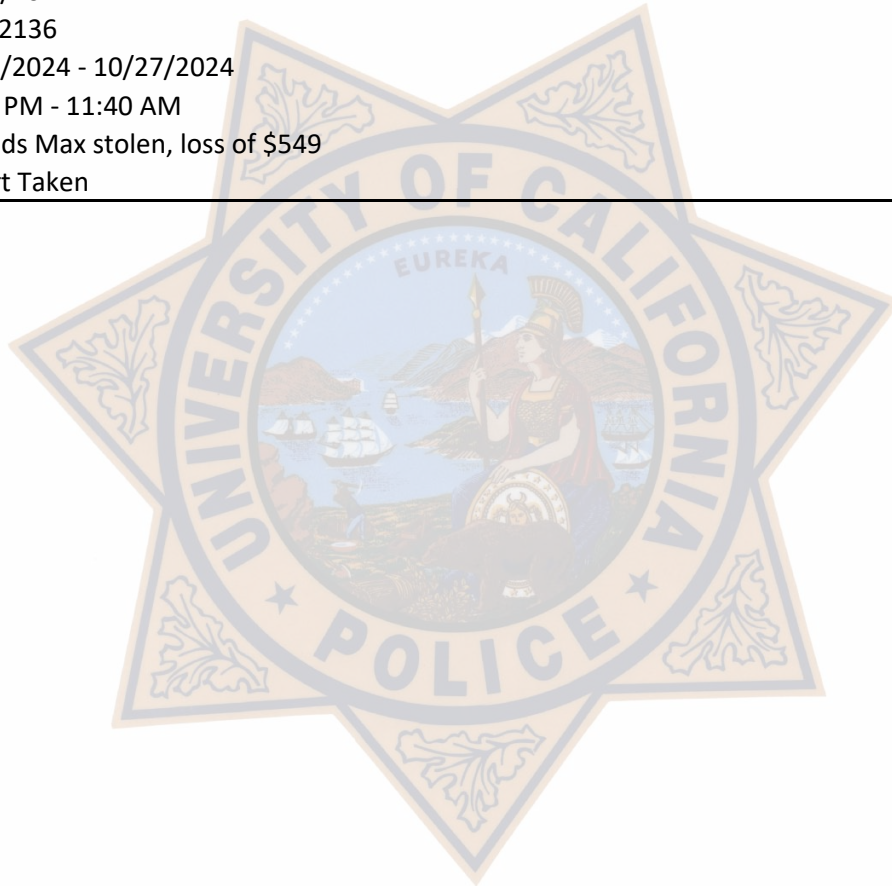 2136
/2024 - 10/27/2024
PM - 11:40 AM
ds Max stolen, loss of $549
t Taken
UNIVERSITY OF CALIFORNIA
EUREKA
POLICE